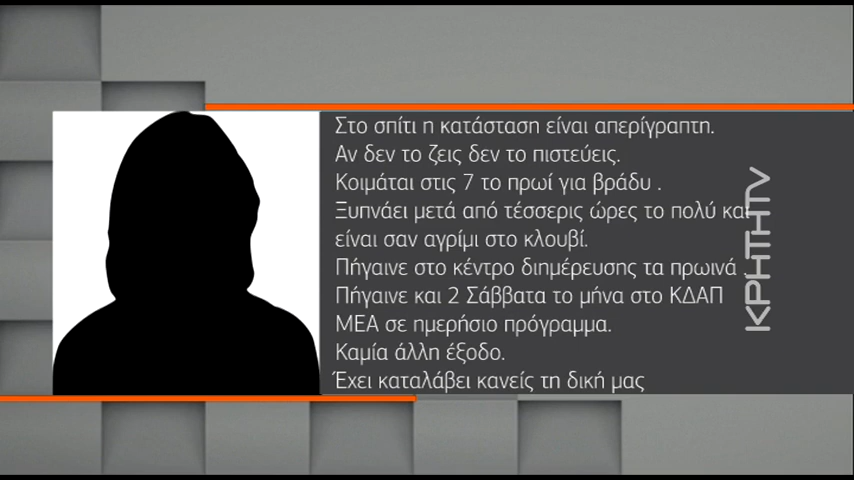 Στο σπίτι η κατάσταση είναι απερίγραπτη.
Αν δεν το ζεις δεν το πιστεύεις.
Κοιμάται στις 7 το πρωί για βράδυ .
Ξυπνάει μετά από τέσσερις ώρες το πολύ και
είναι σαν αγρίμι στο κλουβί.
Πήγαινε στο κέντρο διημέρευσης τα πρωινά .
Πήγαινε και 2 Σάββατα το μήνα στο ΚΔΑΠ
ΜΕΑ σε ημερήσιο πρόγραμμα.
Καμία άλλη έξοδο.
Έχει καταλάβει κανείς τη δική μας
ΚΡΗΤΗTV